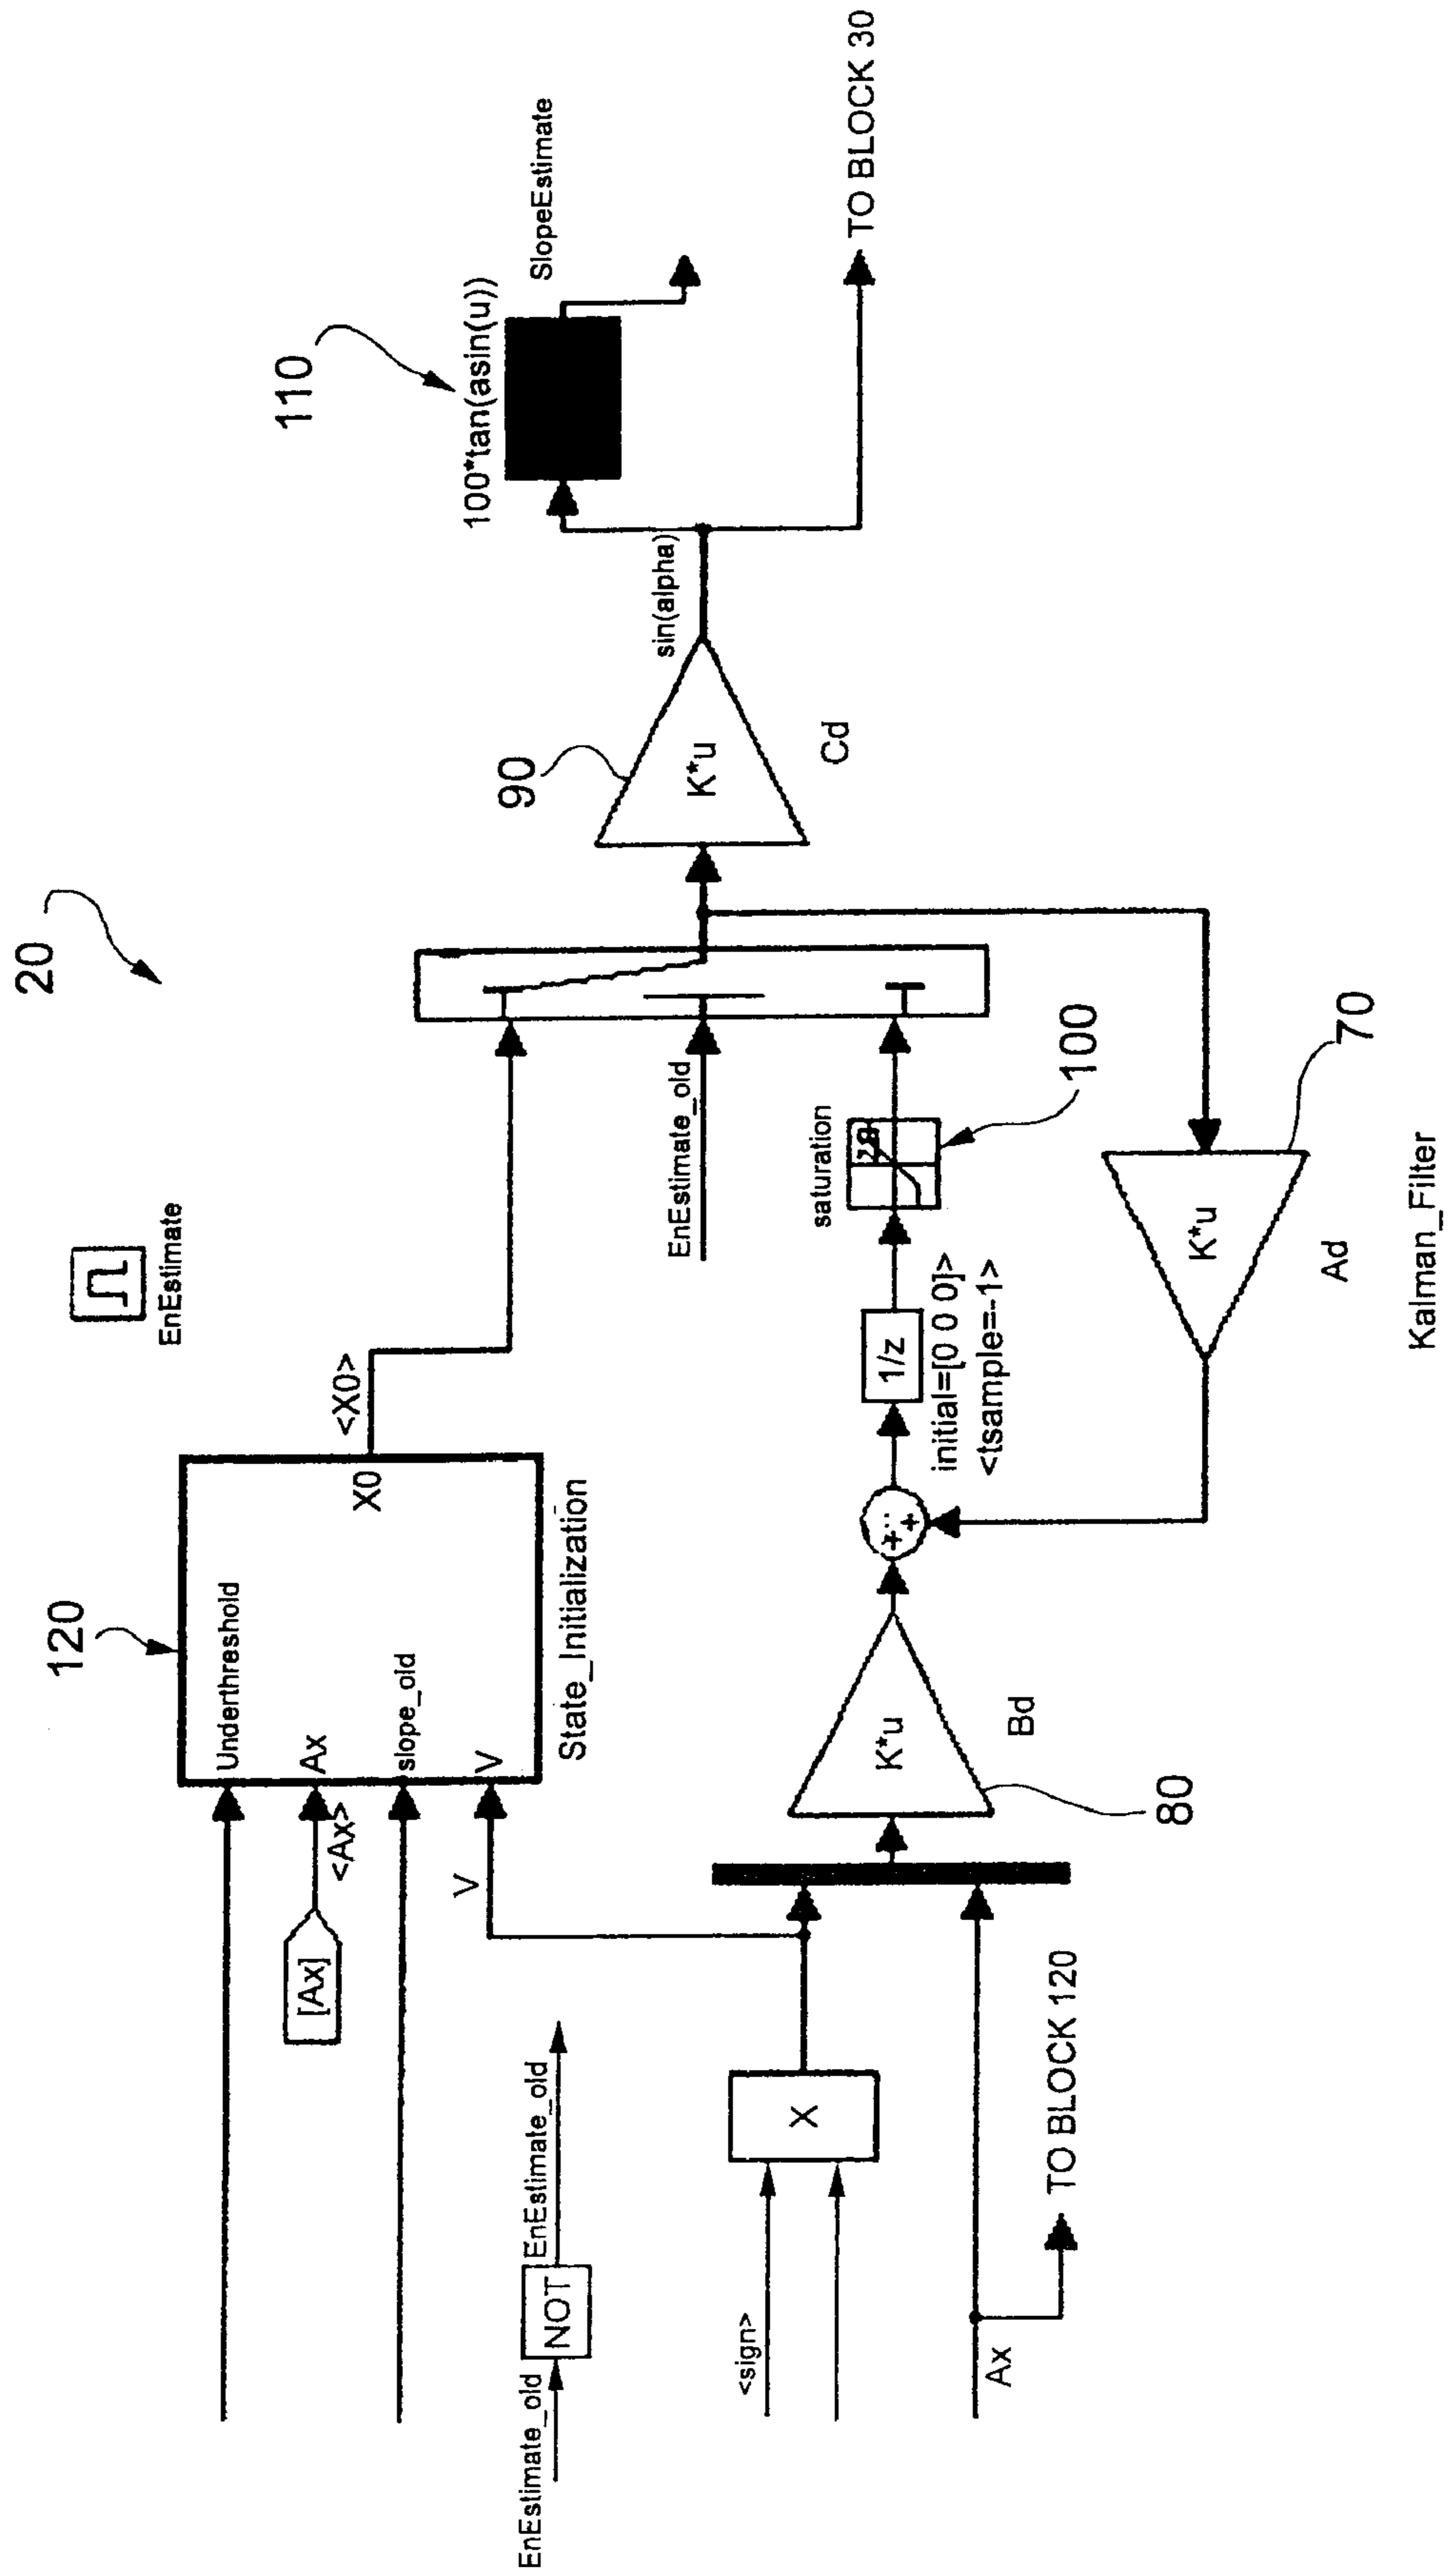 20
EnEstimate
120
Underthreshold
Ax
slope_old
V
X0
<X0>
State_Initialization
[Ax]
<Ax>
V
EnEstimate_old
NOT
EnEstimate_old
EnEstimate_old
<sign>
X
Ax
TO BLOCK 120
K*u
Bd
80
+
+
1/z
initial=[0 0 0]>
<tsample=-1>
saturation
100
K*u
Ad
70
Kalman_Filter
90
K*u
Cd
sin(alpha)
110
100*tan(asin(u))
SlopeEstimate
TO BLOCK 30